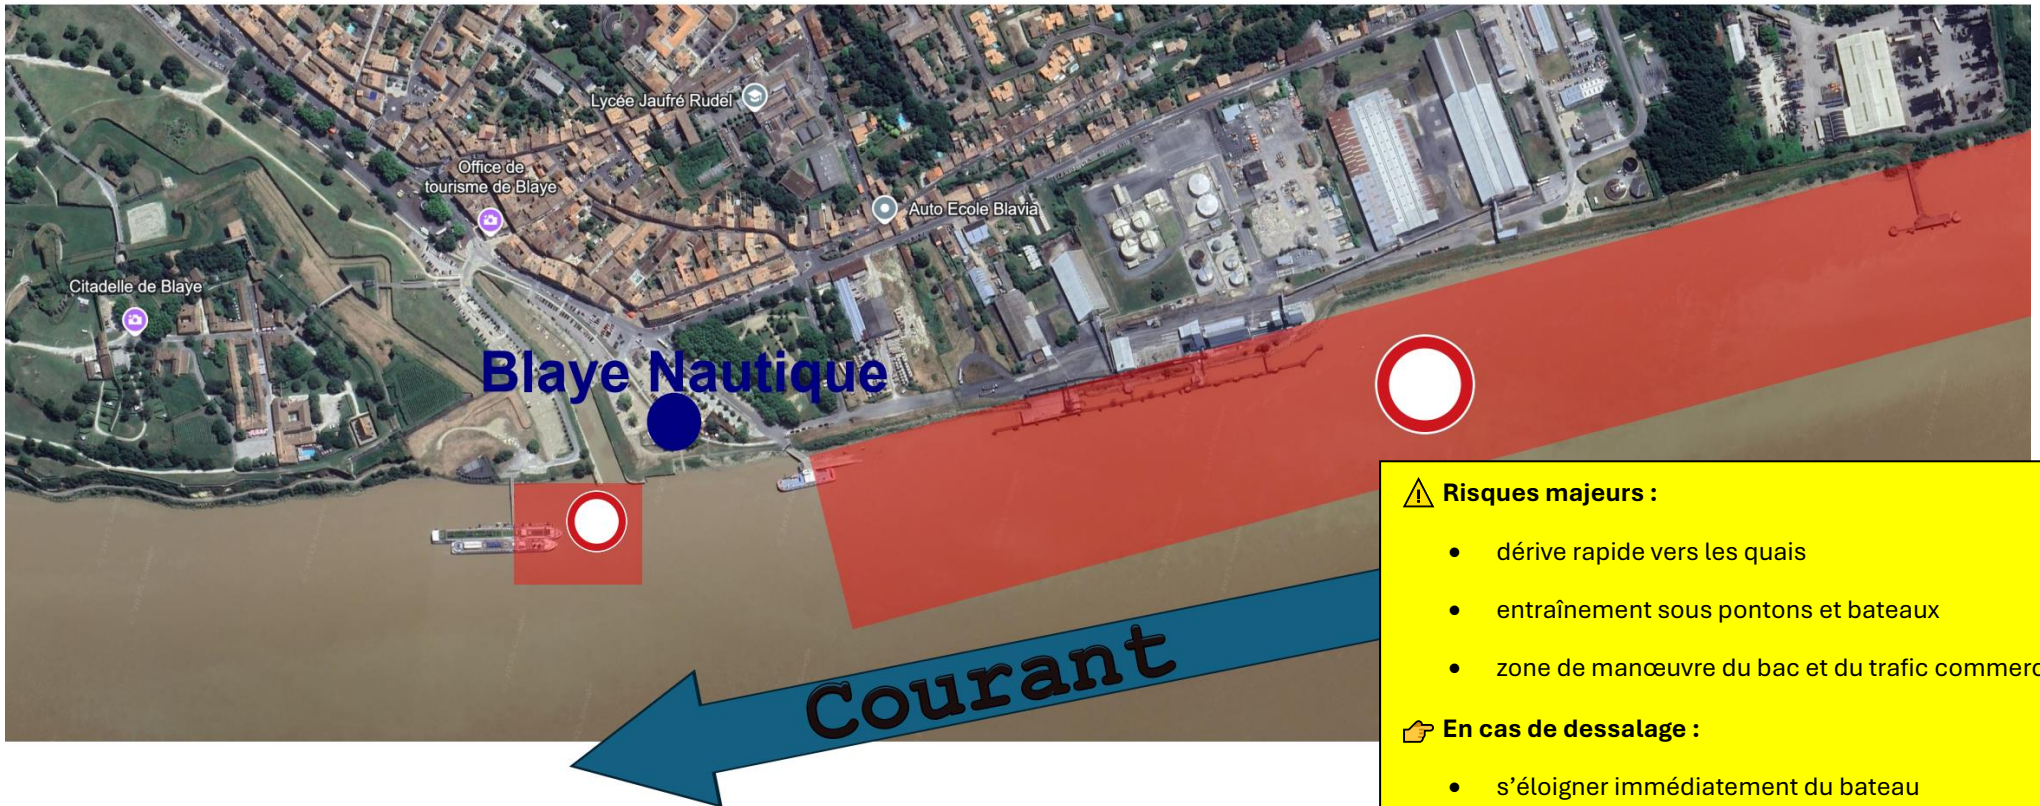 Lycée Jaufré Rudel
Office de
tourisme de Blaye
Auto Ecole Blavia
Citadelle de Blaye
Blaye Nautique
Courant
⚠ Risques majeurs :
• dérive rapide vers les quais
• entraînement sous pontons et bateaux
• zone de manœuvre du bac et du trafic commerc
👉 En cas de dessalage :
• s’éloigner immédiatement du bateau